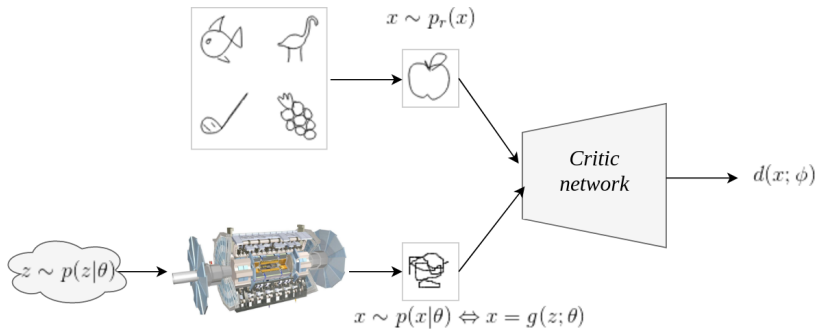 x ∼ p_r(x)
Critic
network
d(x; ϕ)
z ∼ p(z|θ)
x ∼ p(x|θ) ⇔ x = g(z; θ)